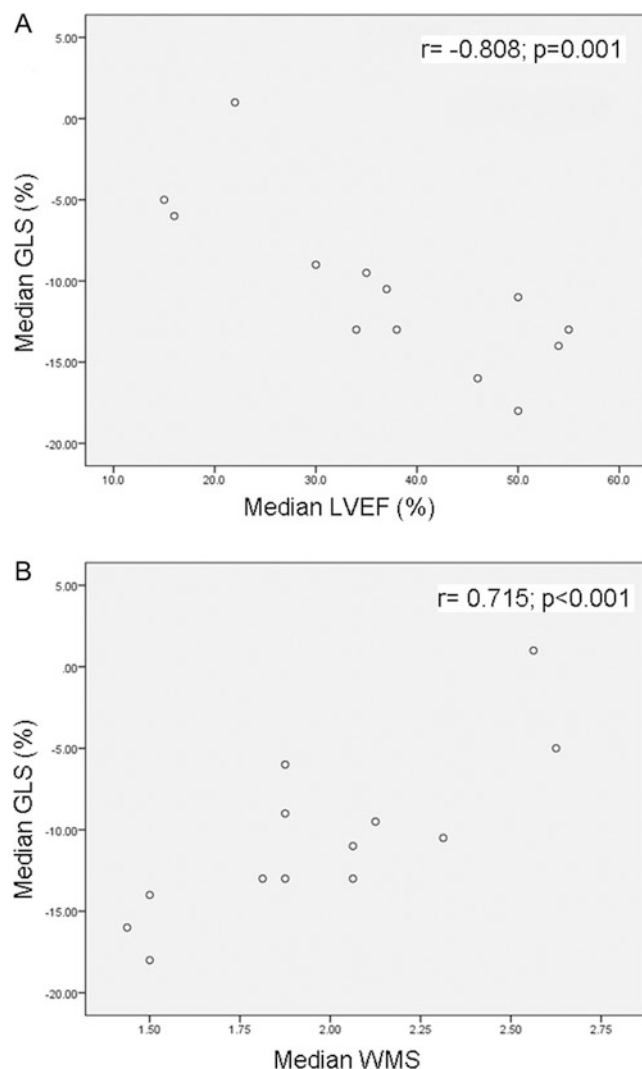 A
r= -0.808; p=0.001
5.00
.00
-5.00
-10.00
-15.00
-20.00
Median GLS (%)
10.0 20.0 30.0 40.0 50.0 60.0
Median LVEF (%)
B
r= 0.715; p<0.001
5.00
.00
-5.00
-10.00
-15.00
-20.00
Median GLS (%)
1.50 1.75 2.00 2.25 2.50 2.75
Median WMS